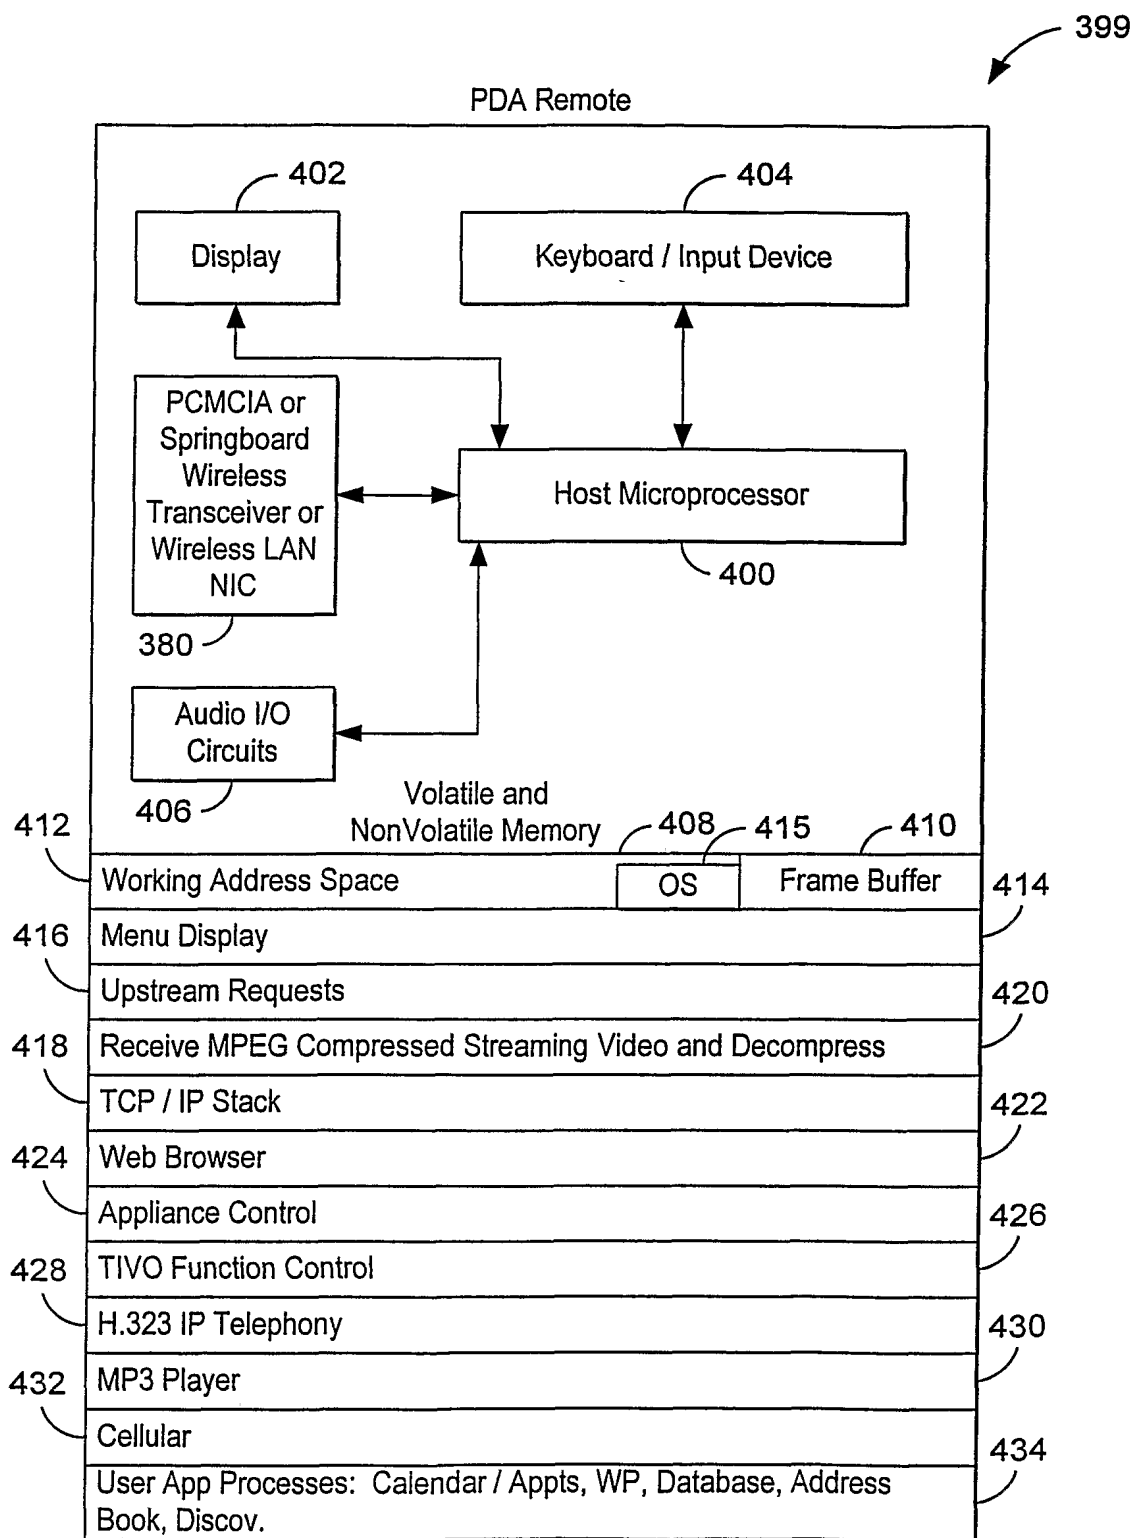 399
PDA Remote
402
404
Display
Keyboard / Input Device
PCMCIA or
Springboard
Wireless
Transceiver or
Wireless LAN
NIC
Host Microprocessor
400
380
Audio I/O
Circuits
406
Volatile and
NonVolatile Memory
412
408
415
410
Working Address Space
OS
Frame Buffer
414
416
Menu Display
Upstream Requests
420
418
Receive MPEG Compressed Streaming Video and Decompress
TCP / IP Stack
422
424
Web Browser
Appliance Control
426
428
TIVO Function Control
H.323 IP Telephony
430
432
MP3 Player
Cellular
434
User App Processes: Calendar / Appts, WP, Database, Address
Book, Discov.